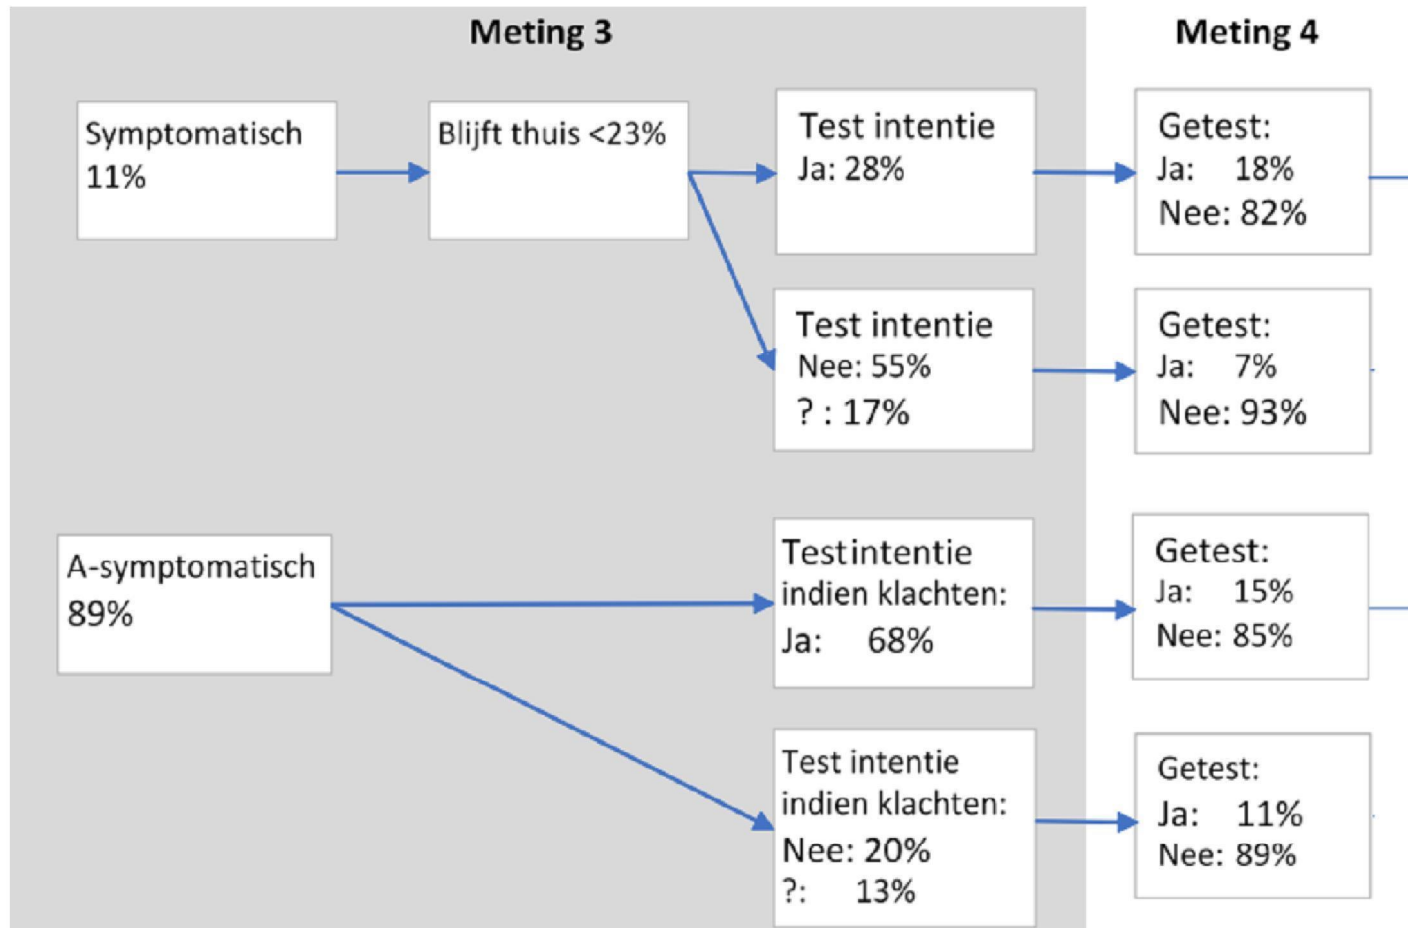 Meting 3
Meting 4
Symptomatisch
11%
Blijft thuis <23%
Test intentie
Ja: 28%
Getest:
Ja: 18%
Nee: 82%
Test intentie
Nee: 55%
? : 17%
Getest:
Ja: 7%
Nee: 93%
A-symptomatisch
89%
Testintentie
indien klachten:
Ja: 68%
Getest:
Ja: 15%
Nee: 85%
Test intentie
indien klachten:
Nee: 20%
?: 13%
Getest:
Ja: 11%
Nee: 89%